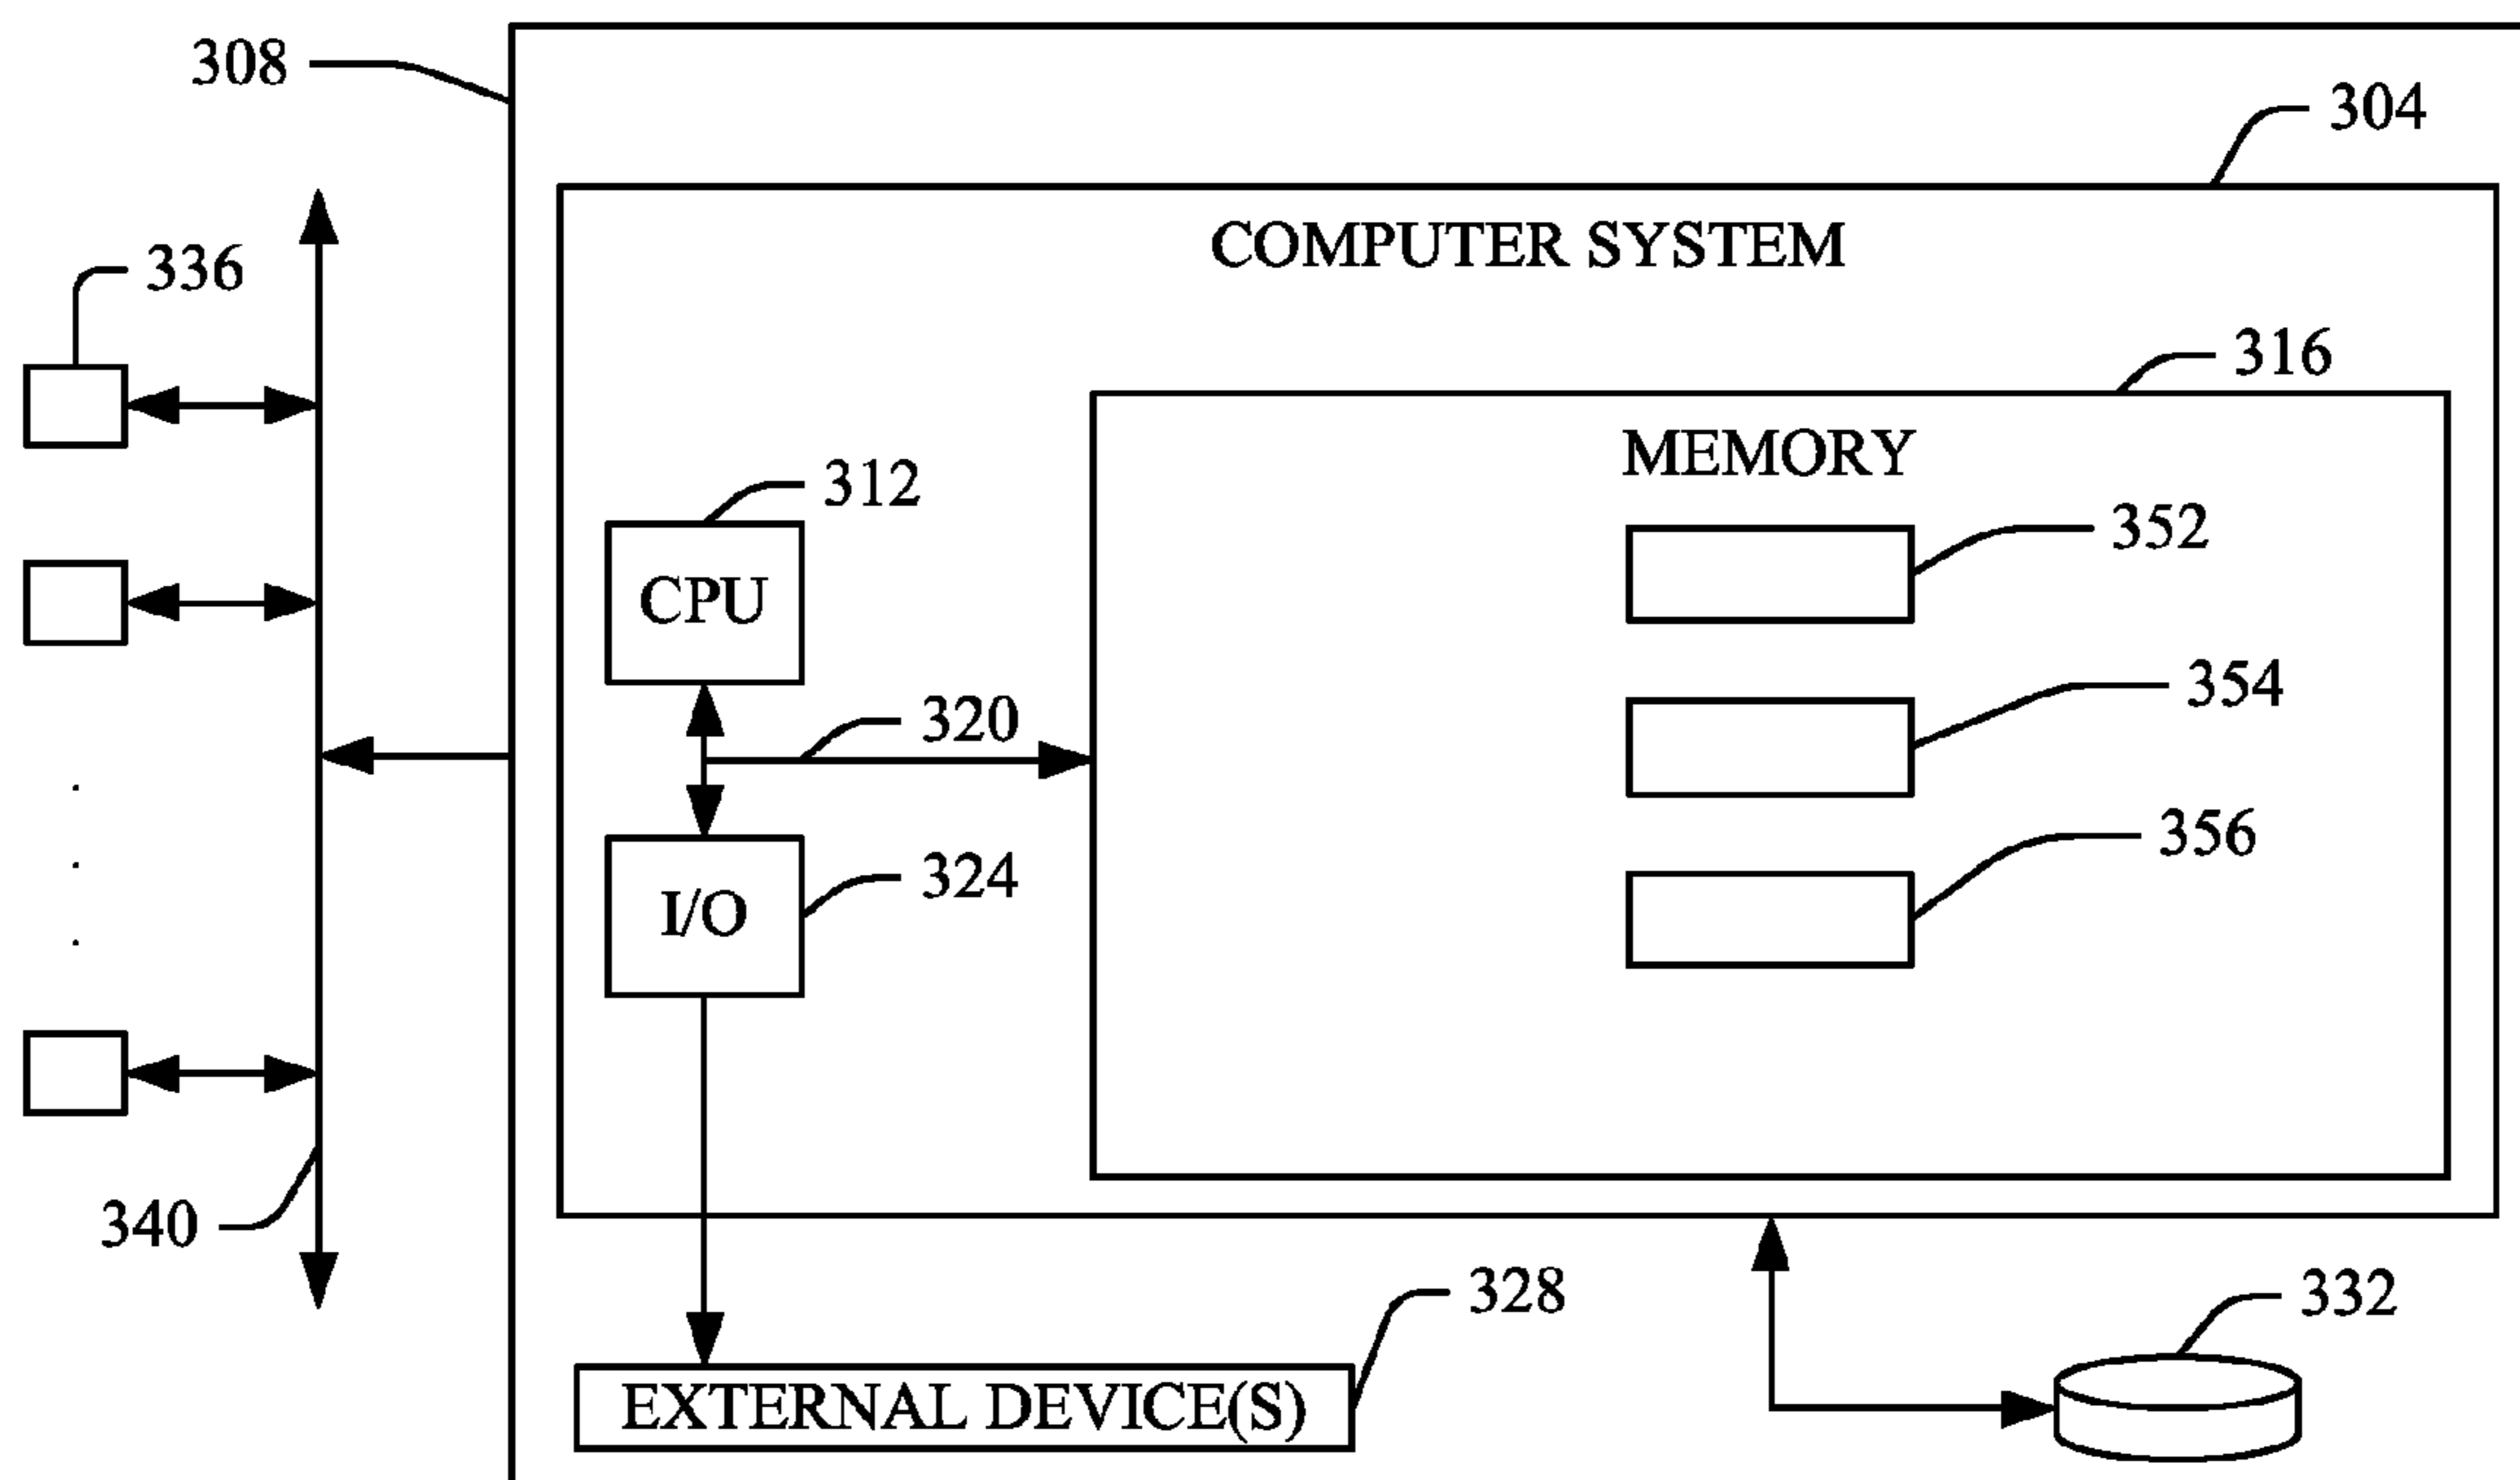 308
304
COMPUTER SYSTEM
336
316
MEMORY
312
352
CPU
354
320
356
324
I/O
340
328
332
EXTERNAL DEVICE(S)